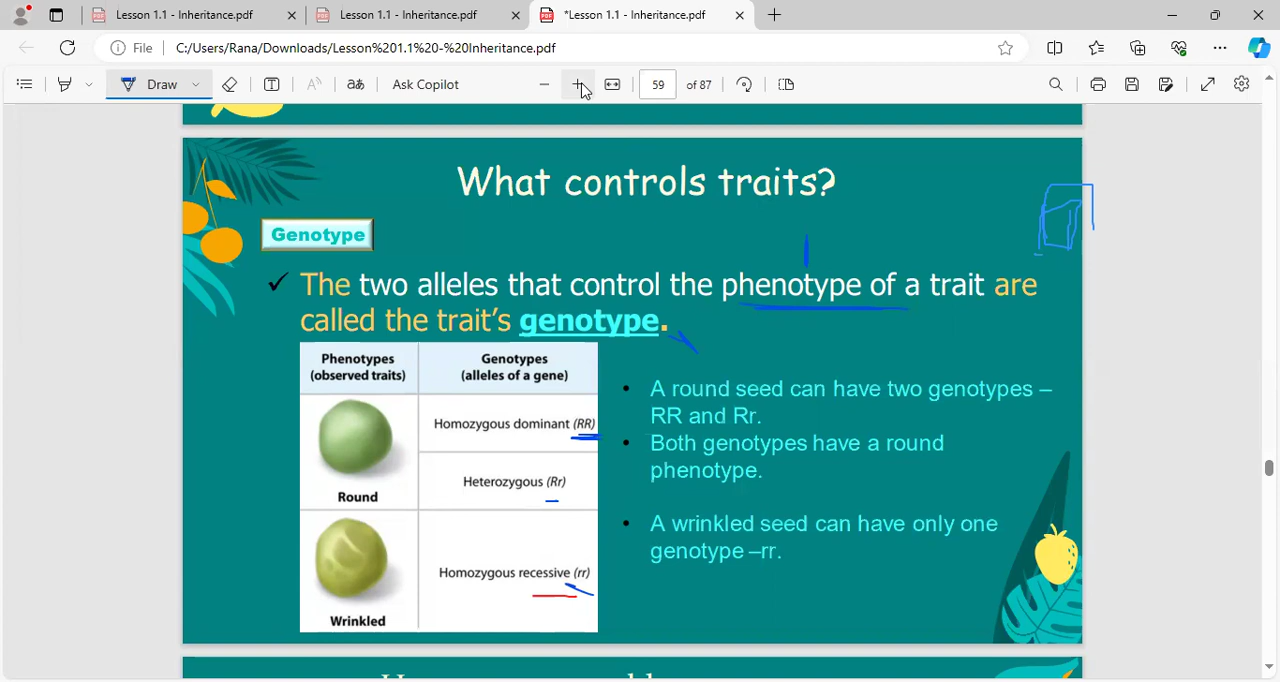 Lesson 1.1 - Inheritance.pdf
Lesson 1.1 - Inheritance.pdf
*Lesson 1.1 - Inheritance.pdf
File
C:/Users/Rana/Downloads/Lesson%201.1%20-%20Inheritance.pdf
Draw
aあ
Ask Copilot
59
of 87
What controls traits?
Genotype
✓ The two alleles that control the phenotype of a trait are
called the trait's genotype.
Phenotypes
(observed traits)
Genotypes
(alleles of a gene)
Homozygous dominant (RR)
Heterozygous (Rr)
Round
Homozygous recessive (rr)
Wrinkled
• A round seed can have two genotypes –
RR and Rr.
• Both genotypes have a round
phenotype.
• A wrinkled seed can have only one
genotype –rr.